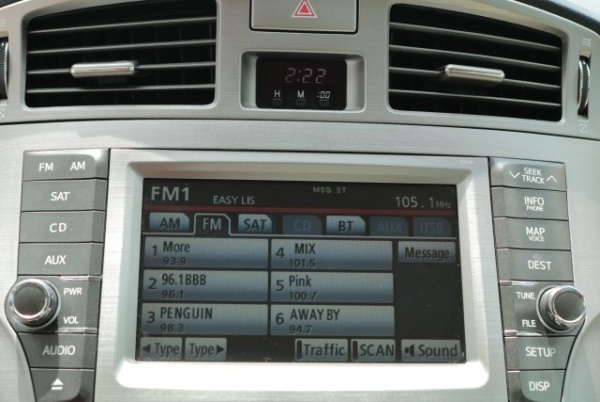 2:22
H M :00
FM AM
SAT
CD
AUX
PWR
VOL
AUDIO
FM1 EASY LIS MSG ST 105.1 MHz
AM FM SAT CD BT AUX USB
1 More 93.9
4 MIX 101.5
Message
2 96.1BBB 96.1
5 Pink 100.7
3 PENGUIN 98.3
6 AWAY BY 94.7
Type Type Traffic SCAN Sound
SEEK
TRACK
INFO
PHONE
MAP
VOICE
DEST
TUNE
FILE
SETUP
DISP